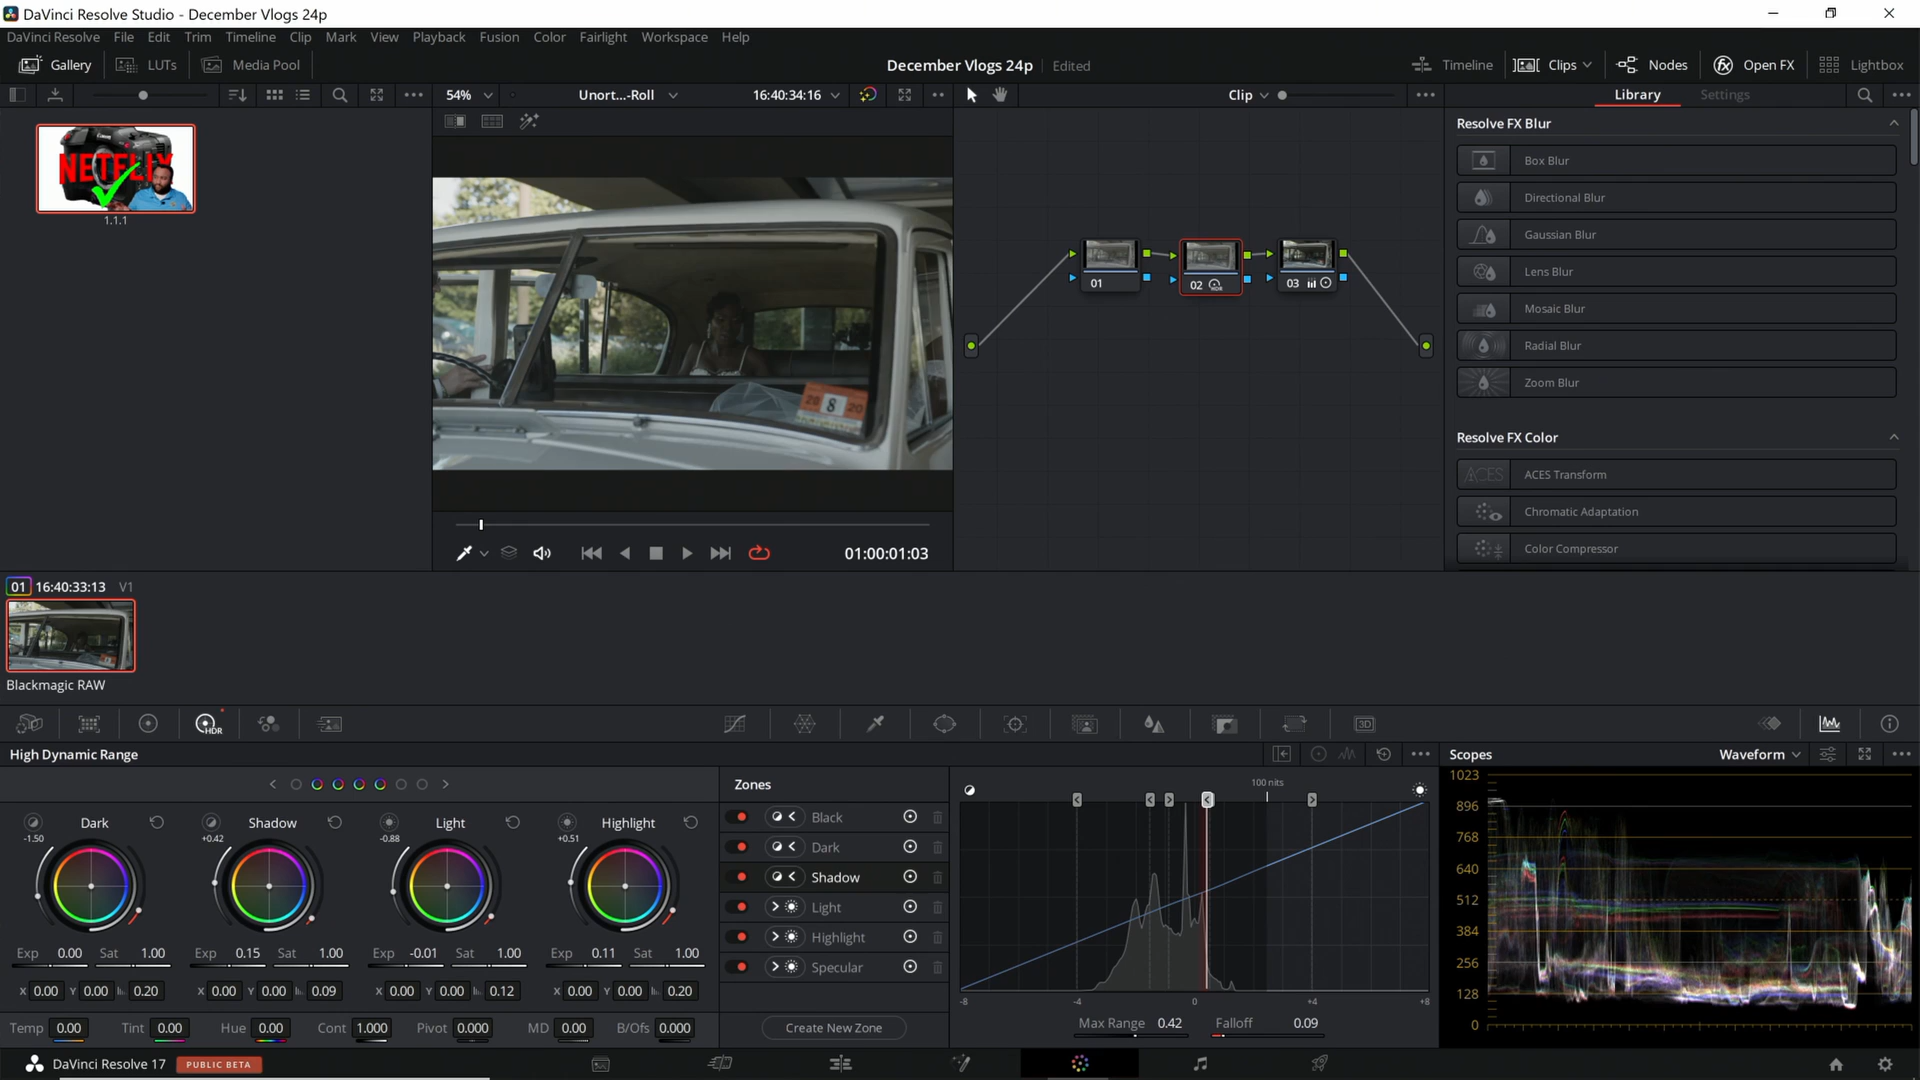 DaVinci Resolve Studio - December Vlogs 24p
DaVinci Resolve File Edit Trim Timeline Clip Mark View Playback Fusion Color Fairlight Workspace Help
Gallery LUTs Media Pool December Vlogs 24p Edited Timeline Clips Nodes Open FX Lightbox
54% Unort...-Roll 16:40:34:16 Clip Library Settings
Resolve FX Blur
Box Blur
Directional Blur
Gaussian Blur
Lens Blur
Mosaic Blur
Radial Blur
Zoom Blur
Resolve FX Color
ACES ACES Transform
Chromatic Adaptation
Color Compressor
NETFLIX
1.1.1
20 8 20
01 02 HDR 03
01:00:01:03
01 16:40:33:13 V1
Blackmagic RAW
HDR 3D
High Dynamic Range
Dark Shadow Light Highlight
-1.50 +0.42 -0.88 +0.51
Exp 0.00 Sat 1.00 Exp 0.15 Sat 1.00 Exp -0.01 Sat 1.00 Exp 0.11 Sat 1.00
X 0.00 Y 0.00 0.20 X 0.00 Y 0.00 0.09 X 0.00 Y 0.00 0.12 X 0.00 Y 0.00 0.20
Temp 0.00 Tint 0.00 Hue 0.00 Cont 1.000 Pivot 0.000 MD 0.00 B/Ofs 0.000
Zones
Black
Dark
Shadow
Light
Highlight
Specular
Create New Zone
100 nits
-8 -4 0 +4 +8
Max Range 0.42 Falloff 0.09
Scopes Waveform
1023
896
768
640
512
384
256
128
0
DaVinci Resolve 17 PUBLIC BETA